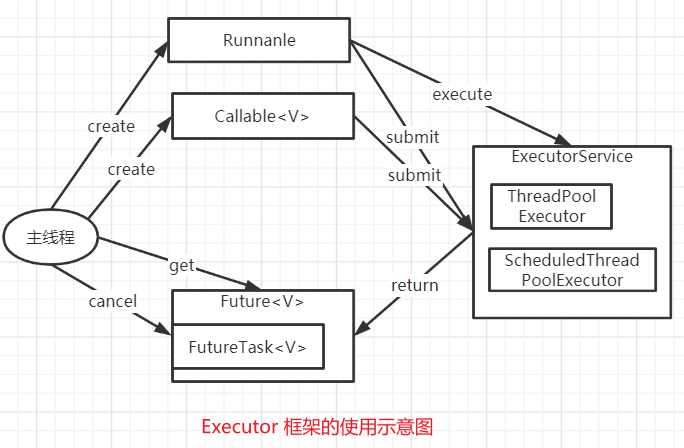 Runnanle
execute
Callable<V>
create
submit
create
submit
ExecutorService
ThreadPool
Executor
主线程
ScheduledThread
PoolExecutor
get
return
cancel
Future<V>
FutureTask<V>
Executor 框架的使用示意图